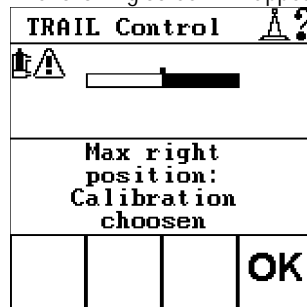 TRAIL Control ?
Max right
position:
Calibration
choosen
OK